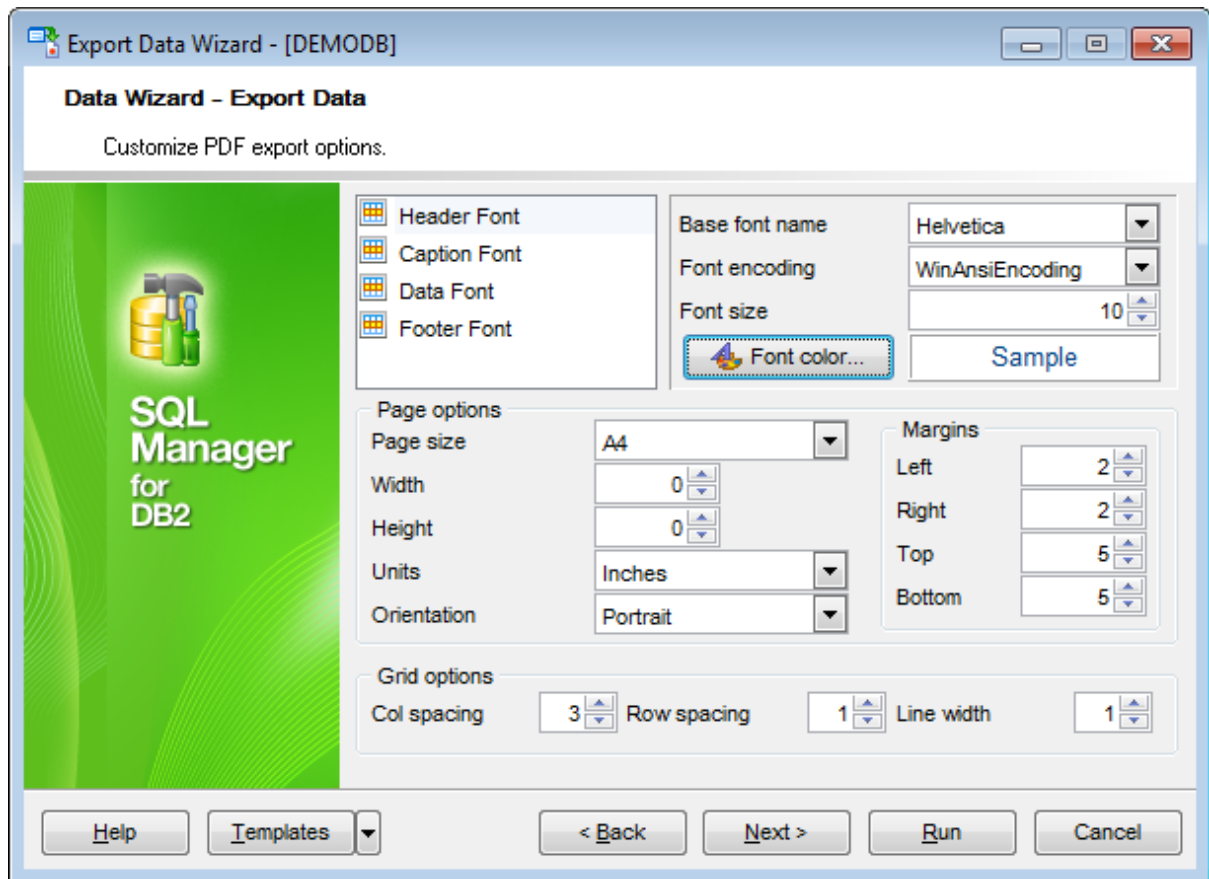 Export Data Wizard - [DEMODB]
Data Wizard - Export Data
Customize PDF export options.
SQL
Manager
for
DB2
Header Font
Caption Font
Data Font
Footer Font
Base font name Helvetica
Font encoding WinAnsiEncoding
Font size 10
Font color... Sample
Page options
Page size A4
Width 0
Height 0
Units Inches
Orientation Portrait
Margins
Left 2
Right 2
Top 5
Bottom 5
Grid options
Col spacing 3 Row spacing 1 Line width 1
Help Templates < Back Next > Run Cancel